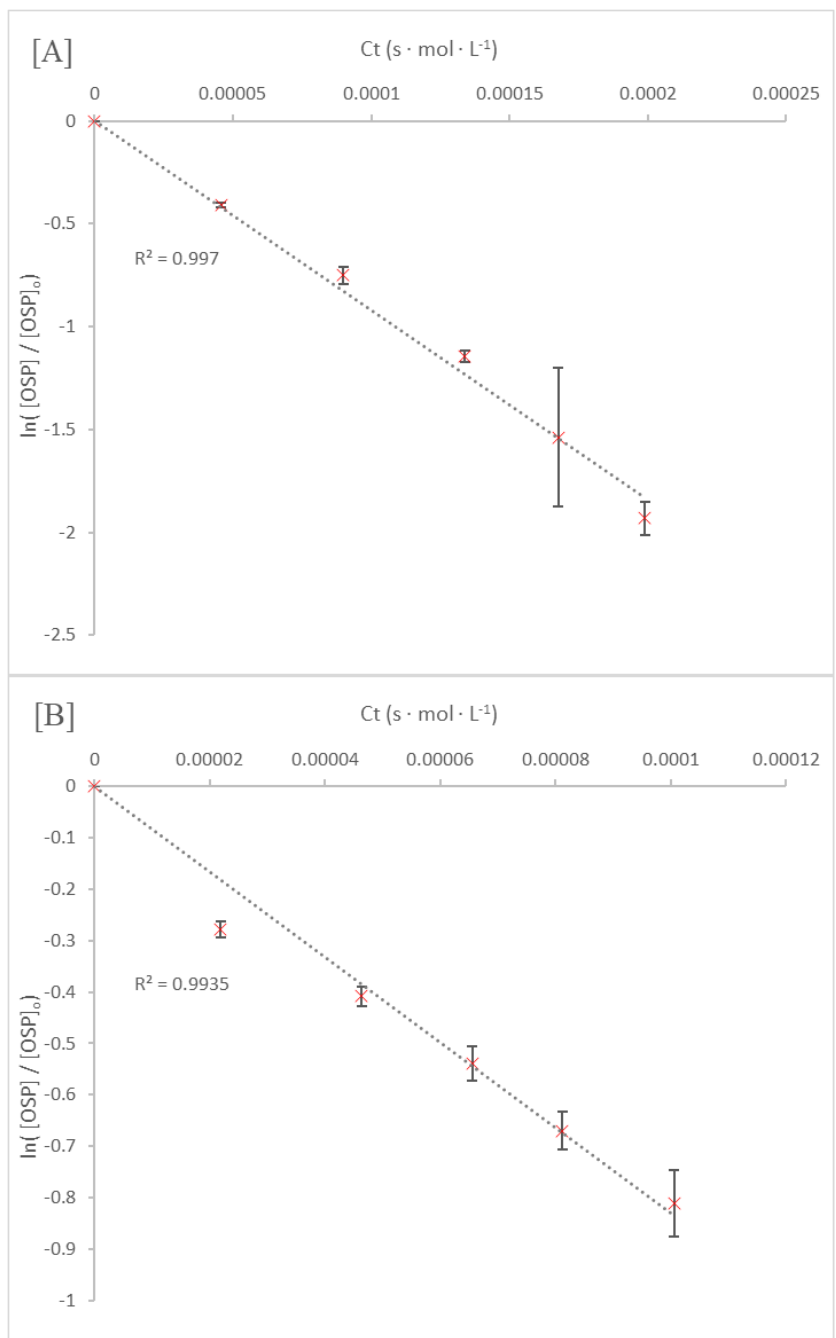 [A]
Ct (s · mol · L⁻¹)
0 0.00005 0.0001 0.00015 0.0002 0.00025
0
-0.5
R² = 0.997
-1
-1.5
-2
-2.5
ln( [OSP] / [OSP]ₒ)
[B]
Ct (s · mol · L⁻¹)
0 0.00002 0.00004 0.00006 0.00008 0.0001 0.00012
0
-0.1
-0.2
-0.3
R² = 0.9935
-0.4
-0.5
-0.6
-0.7
-0.8
-0.9
-1
ln( [OSP] / [OSP]ₒ)